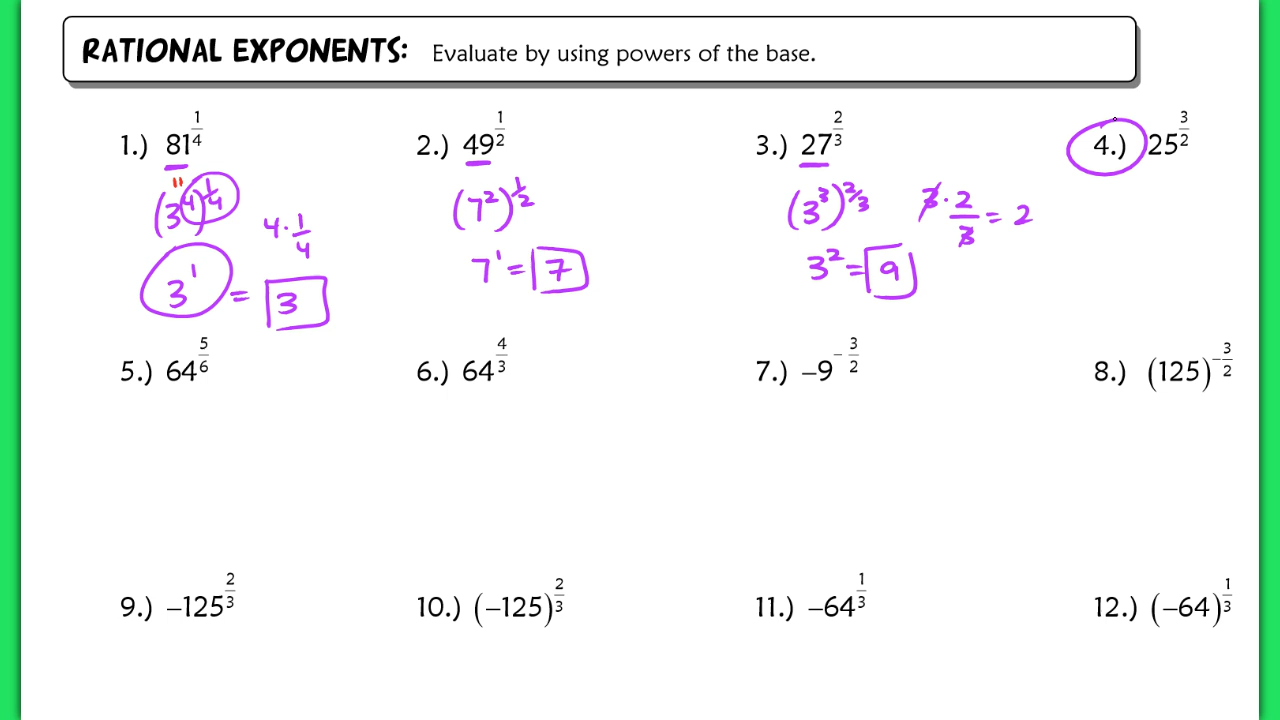 RATIONAL EXPONENTS: Evaluate by using powers of the base.
1.) 81^(1/4) 2.) 49^(1/2) 3.) 27^(2/3) 4.) 25^(3/2)
(3^4)^(1/4) 4·1/4 (7^2)^(1/2) (3^3)^(2/3) 3·2/3 = 2
3^1 = 3 7^1 = 7 3^2 = 9
5.) 64^(5/6) 6.) 64^(4/3) 7.) –9^(-3/2) 8.) (125)^(-3/2)
9.) –125^(2/3) 10.) (–125)^(2/3) 11.) –64^(1/3) 12.) (–64)^(1/3)